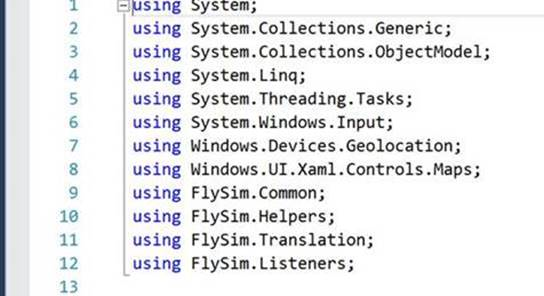 1 using System;
2 using System.Collections.Generic;
3 using System.Collections.ObjectModel;
4 using System.Linq;
5 using System.Threading.Tasks;
6 using System.Windows.Input;
7 using Windows.Devices.Geolocation;
8 using Windows.UI.Xaml.Controls.Maps;
9 using FlySim.Common;
10 using FlySim.Helpers;
11 using FlySim.Translation;
12 using FlySim.Listeners;
13